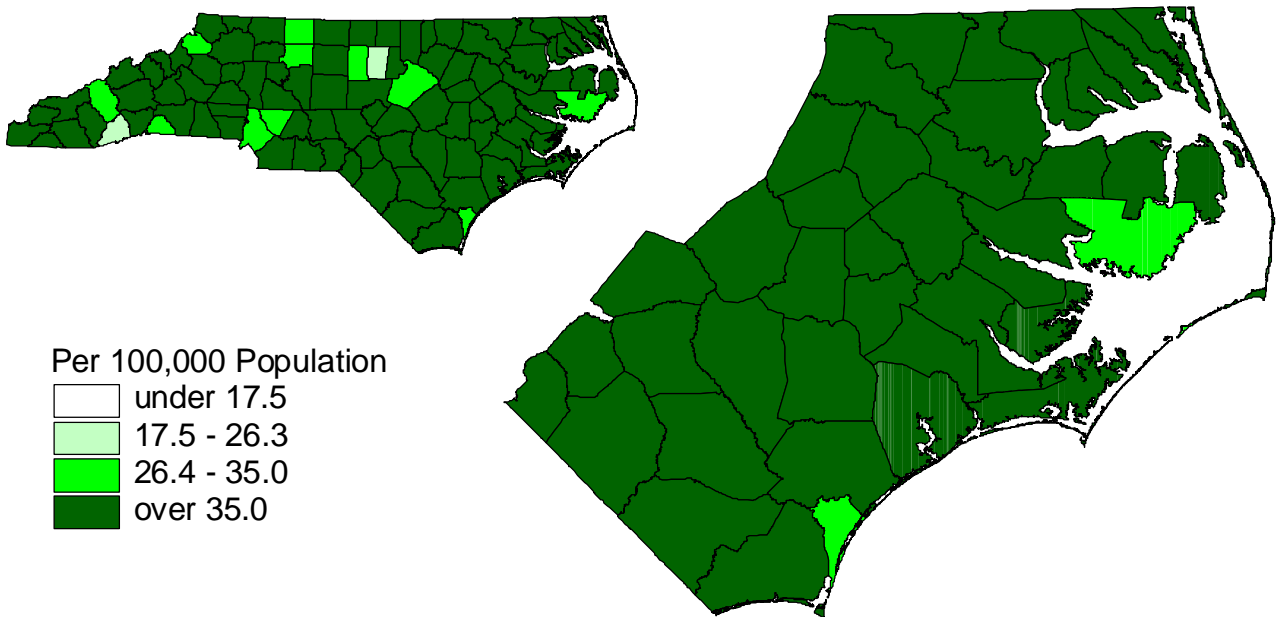 Per 100,000 Population
under 17.5
17.5 - 26.3
26.4 - 35.0
over 35.0